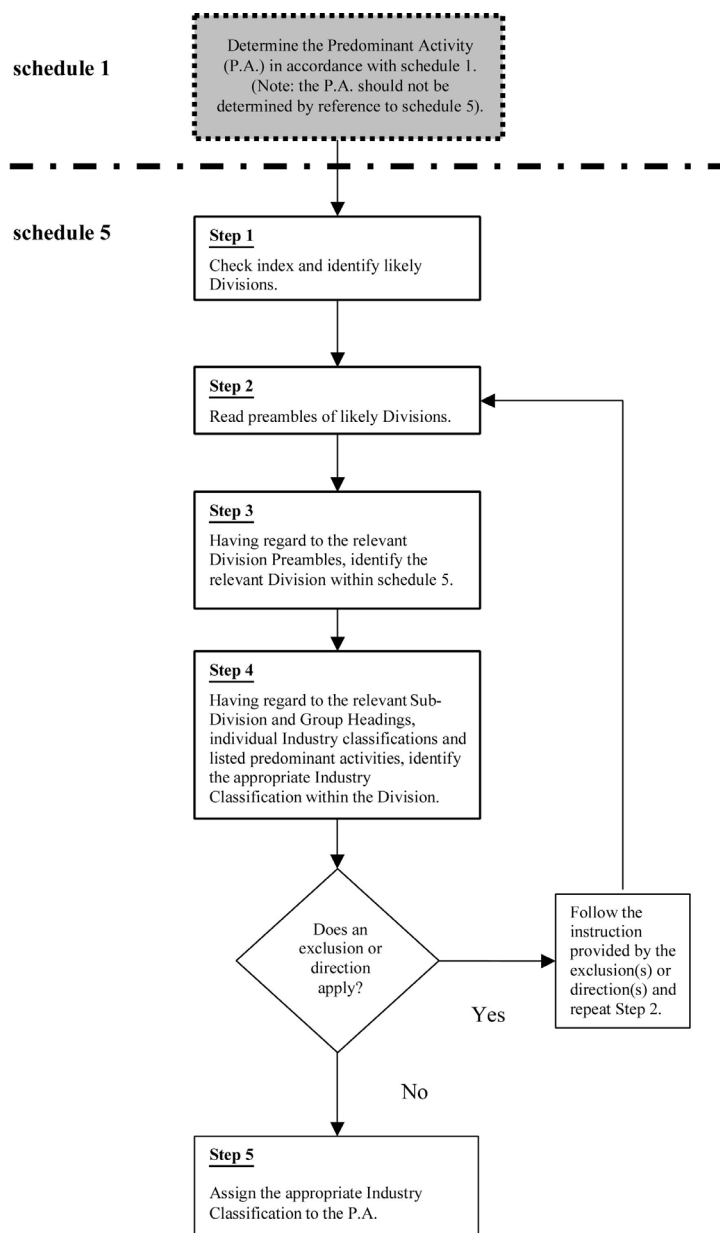 schedule 1
Determine the Predominant Activity
(P.A.) in accordance with schedule 1.
(Note: the P.A. should not be
determined by reference to schedule 5).
schedule 5
Step 1
Check index and identify likely
Divisions.
Step 2
Read preambles of likely Divisions.
Step 3
Having regard to the relevant
Division Preambles, identify the
relevant Division within schedule 5.
Step 4
Having regard to the relevant Sub-
Division and Group Headings,
individual Industry classifications and
listed predominant activities, identify
the appropriate Industry
Classification within the Division.
Does an
exclusion or
direction
apply?
Yes
Follow the
instruction
provided by the
exclusion(s) or
direction(s) and
repeat Step 2.
No
Step 5
Assign the appropriate Industry
Classification to the P.A.